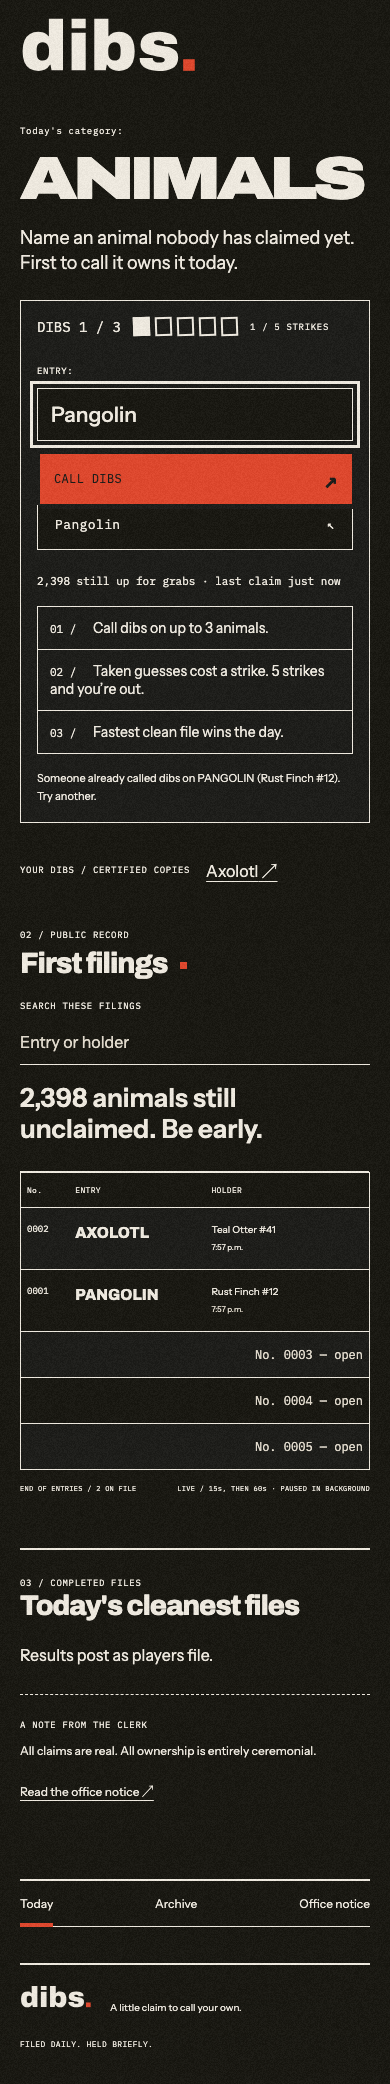 dibs.
Today's category:
ANIMALS
Name an animal nobody has claimed yet.
First to call it owns it today.
DIBS 1 / 3
1 / 5 STRIKES
ENTRY:
Pangolin
CALL DIBS ↗
Pangolin ↖
2,398 still up for grabs · last claim just now
01 / Call dibs on up to 3 animals.
02 / Taken guesses cost a strike. 5 strikes
and you’re out.
03 / Fastest clean file wins the day.
Someone already called dibs on PANGOLIN (Rust Finch #12).
Try another.
YOUR DIBS / CERTIFIED COPIES Axolotl ↗
02 / PUBLIC RECORD
First filings
SEARCH THESE FILINGS
Entry or holder
2,398 animals still
unclaimed. Be early.
No. ENTRY HOLDER
0002 AXOLOTL Teal Otter #41
7:57 p.m.
0001 PANGOLIN Rust Finch #12
7:57 p.m.
No. 0003 — open
No. 0004 — open
No. 0005 — open
END OF ENTRIES / 2 ON FILE LIVE / 15s, THEN 60s · PAUSED IN BACKGROUND
03 / COMPLETED FILES
Today's cleanest files
Results post as players file.
A NOTE FROM THE CLERK
All claims are real. All ownership is entirely ceremonial.
Read the office notice ↗
Today Archive Office notice
dibs. A little claim to call your own.
FILED DAILY. HELD BRIEFLY.